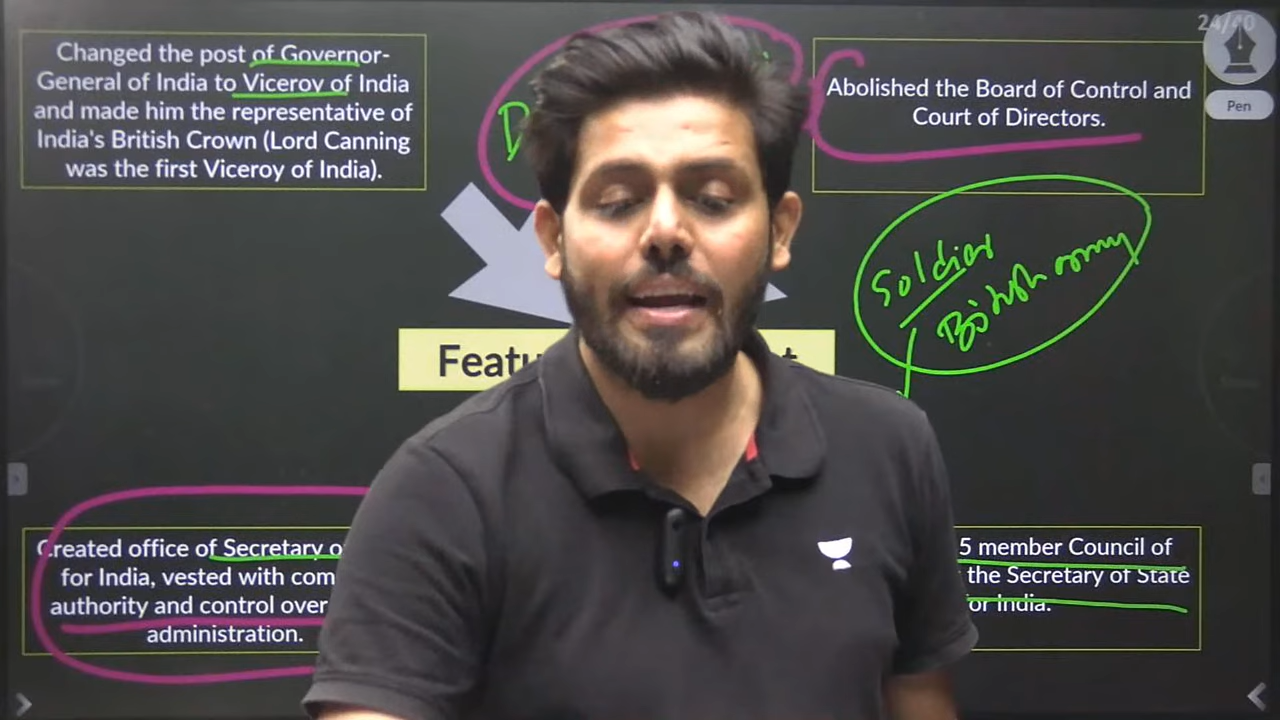 24/40
Pen
Changed the post of Governor-
General of India to Viceroy of India
and made him the representative of
India's British Crown (Lord Canning
was the first Viceroy of India).
D
Abolished the Board of Control and
Court of Directors.
Soldier
British army
Featu
t
Created office of Secretary o
for India, vested with com
authority and control over
administration.
5 member Council of
the Secretary of State
for India.